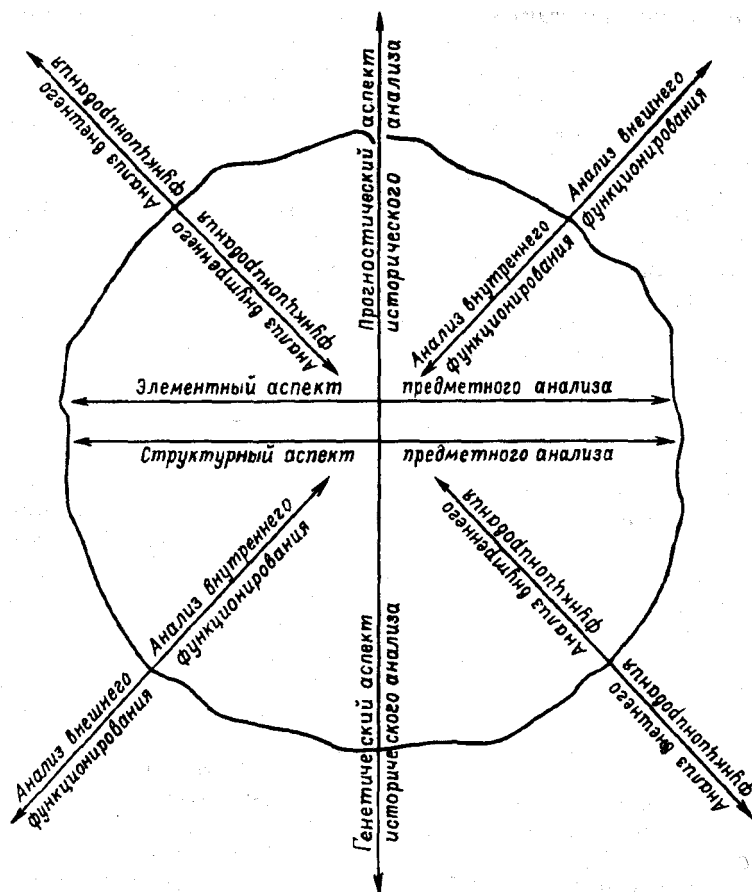 Анализ внешнего
функционирования
Анализ внутреннего
функционирования
Прогностический аспект
исторического анализа
Анализ внешнего
функционирования
Анализ внутреннего
функционирования
Элементный аспект предметного анализа
Структурный аспект предметного анализа
Анализ внутреннего
функционирования
Анализ внешнего
функционирования
Генетический аспект
исторического анализа
Анализ внутреннего
функционирования
Анализ внешнего
функционирования